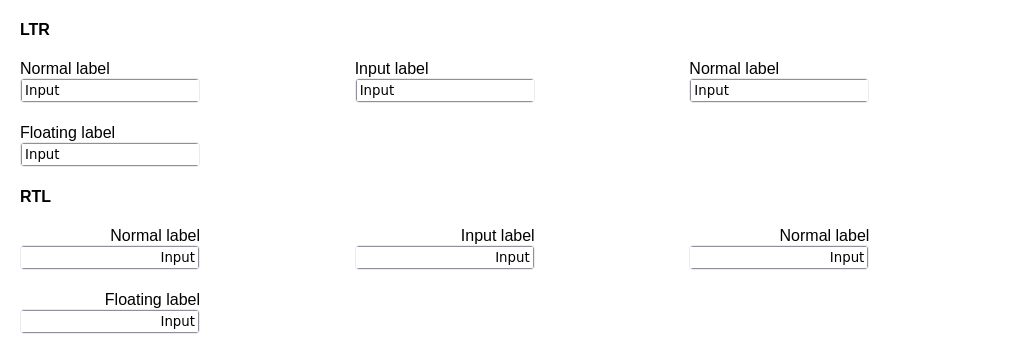 LTR
Normal label Input label Normal label
Input Input Input
Floating label
Input
RTL
Normal label Input label Normal label
Input Input Input
Floating label
Input